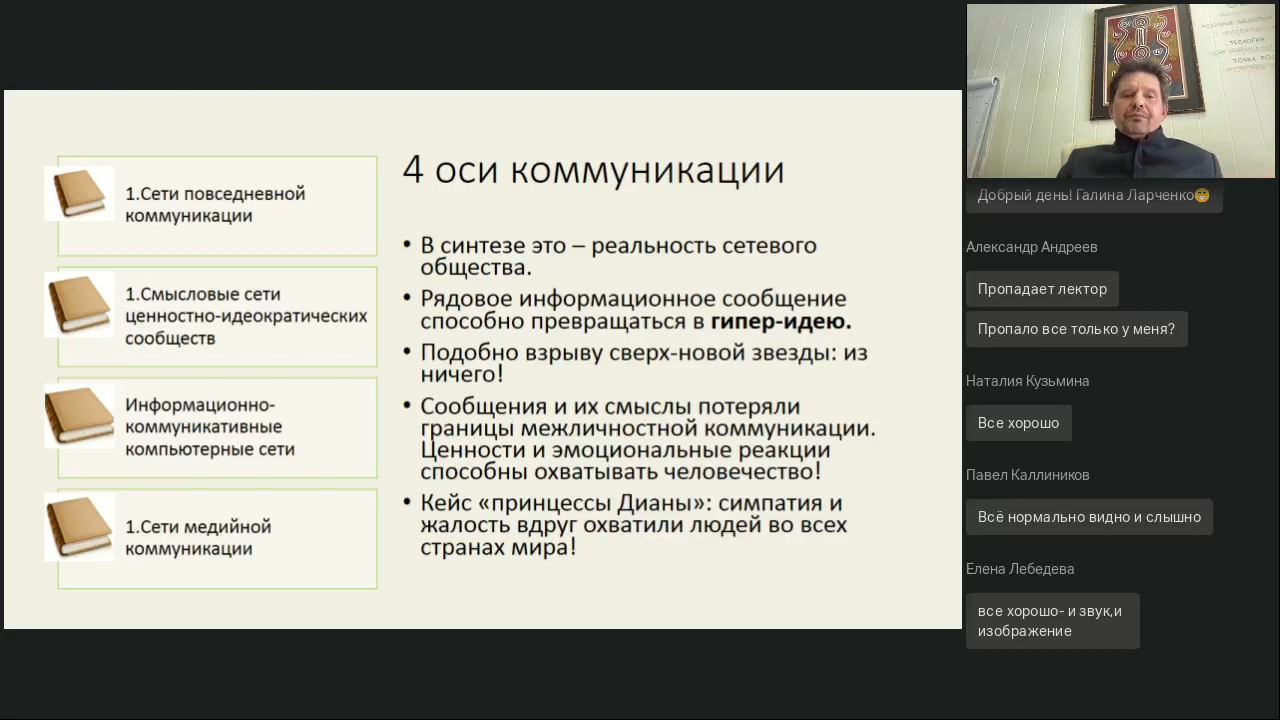 1.Сети повседневной
коммуникации
1.Смысловые сети
ценностно-идеократических
сообществ
Информационно-
коммуникативные
компьютерные сети
1.Сети медийной
коммуникации
4 оси коммуникации
• В синтезе это – реальность сетевого
общества.
• Рядовое информационное сообщение
способно превращаться в гипер-идею.
• Подобно взрыву сверх-новой звезды: из
ничего!
• Сообщения и их смыслы потеряли
границы межличностной коммуникации.
Ценности и эмоциональные реакции
способны охватывать человечество!
• Кейс «принцессы Дианы»: симпатия и
жалость вдруг охватили людей во всех
странах мира!
ТЕОЛОГИЯ
Добрый день! Галина Ларченко😁
Александр Андреев
Пропадает лектор
Пропало все только у меня?
Наталия Кузьмина
Все хорошо
Павел Каллиников
Всё нормально видно и слышно
Елена Лебедева
все хорошо- и звук,и
изображение